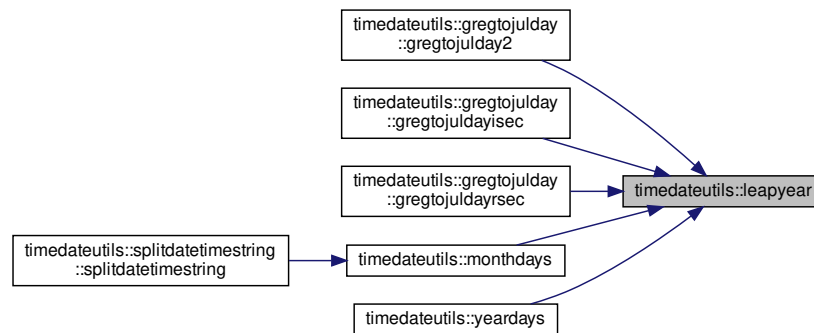 timedateutils::gregtojulday
::gregtojulday2
timedateutils::gregtojulday
::gregtojuldayisec
timedateutils::gregtojulday
::gregtojuldayrsec
timedateutils::leapyear
timedateutils::splitdatetimestring
::splitdatetimestring
timedateutils::monthdays
timedateutils::yeardays